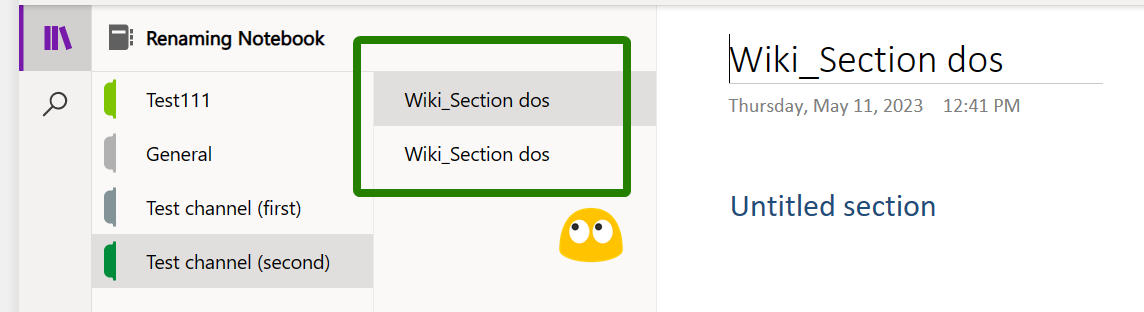 Renaming Notebook
Test111
General
Test channel (first)
Test channel (second)
Wiki_Section dos
Wiki_Section dos
Wiki_Section dos
Thursday, May 11, 2023 12:41 PM
Untitled section